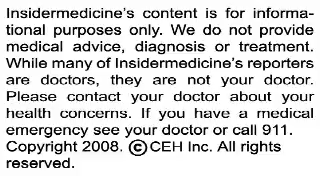 Insidermedicine's content is for informa-
tional purposes only. We do not provide
medical advice, diagnosis or treatment.
While many of Insidermedicine's reporters
are doctors, they are not your doctor.
Please contact your doctor about your
health concerns. If you have a medical
emergency see your doctor or call 911.
Copyright 2008. ©CEH Inc. All rights
reserved.